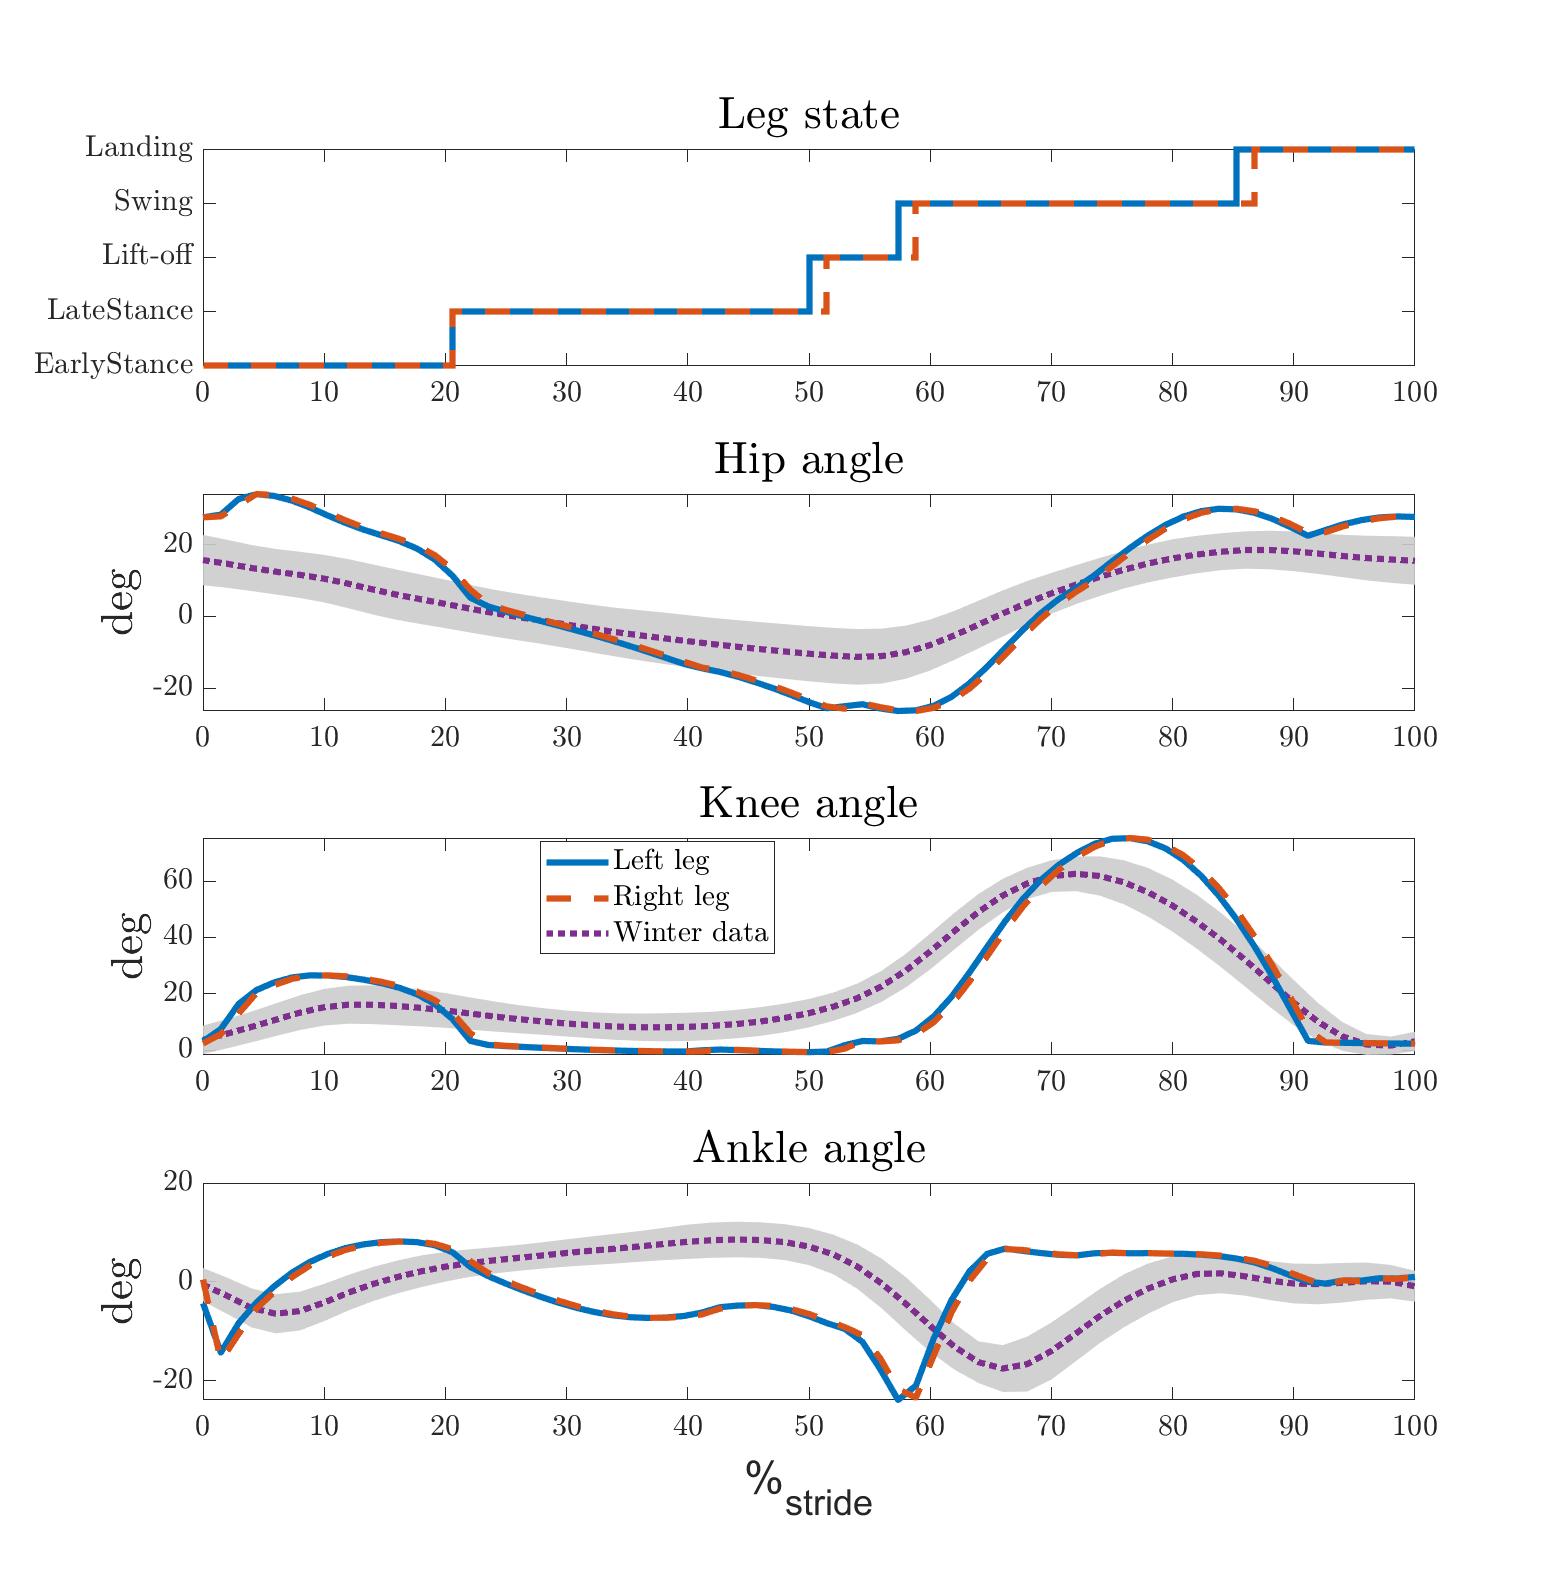 Leg state
Landing
Swing
Lift-off
LateStance
EarlyStance
0 10 20 30 40 50 60 70 80 90 100
Hip angle
deg
20
0
-20
0 10 20 30 40 50 60 70 80 90 100
Knee angle
deg
60
40
20
0
Left leg
Right leg
Winter data
0 10 20 30 40 50 60 70 80 90 100
Ankle angle
deg
20
0
-20
0 10 20 30 40 50 60 70 80 90 100
%stride